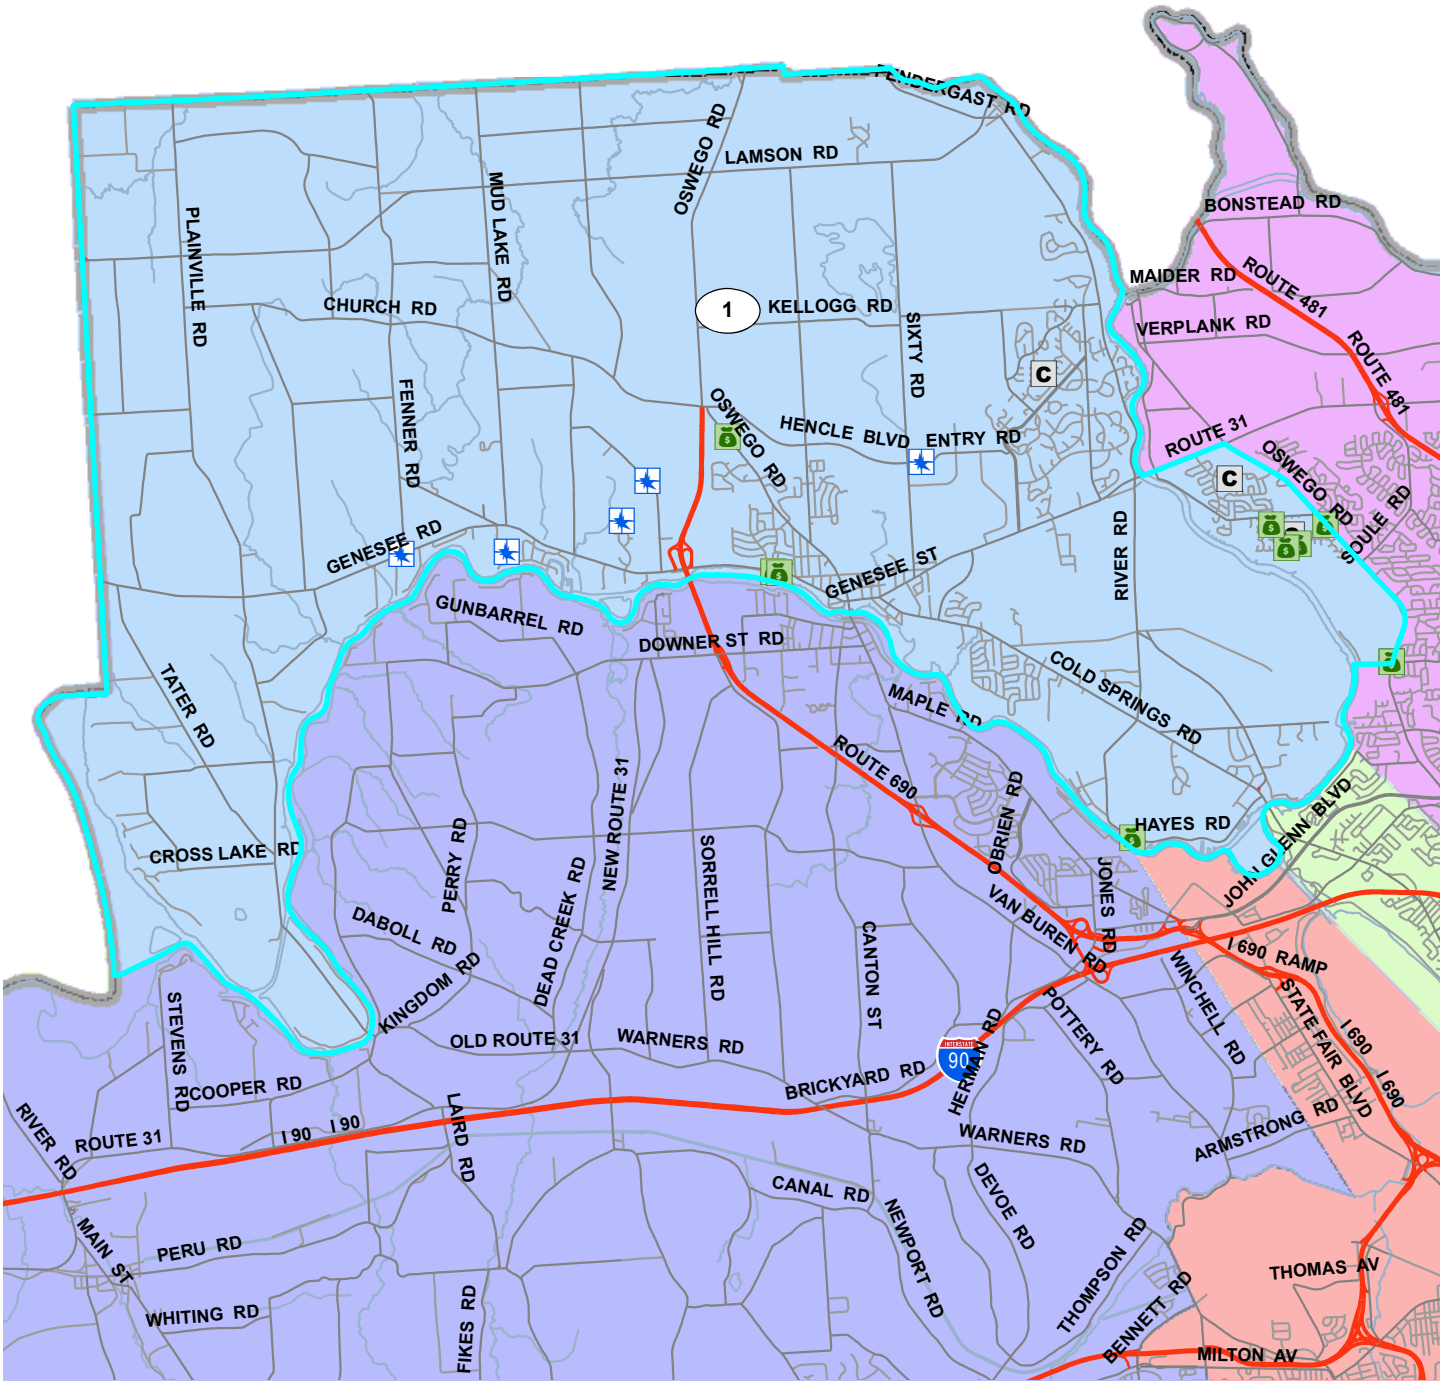 PENDERGAST RD
OSWEGO RD
LAMSON RD
MUD LAKE RD
PLAINVILLE RD
BONSTEAD RD
MAIDER RD
ROUTE 481
CHURCH RD
1
KELLOGG RD
SIXTY RD
VERPLANK RD
ROUTE 481
C
FENNER RD
OSWEGO RD
HENCLE BLVD ENTRY RD
ROUTE 31
OSWEGO RD
C
SOULE RD
GENESEE RD
GENESEE ST
RIVER RD
GUNBARREL RD
DOWNER ST RD
TATER RD
COLD SPRINGS RD
MAPLE RD
ROUTE 690
NEW ROUTE 31
OBRIEN RD
HAYES RD
JOHN GLENN BLVD
CROSS LAKE RD
PERRY RD
SORRELL HILL RD
JONES RD
DABOLL RD
DEAD CREEK RD
VAN BUREN RD
CANTON ST
KINGDOM RD
I 690 RAMP
WINCHELL RD
STATE FAIR BLVD
STEVENS RD
OLD ROUTE 31
WARNERS RD
POTTERY RD
I 690
INTERSTATE
90
HERMAN RD
COOPER RD
BRICKYARD RD
I 690
RIVER RD
ROUTE 31
I 90
I 90
LAIRD RD
WARNERS RD
ARMSTRONG RD
CANAL RD
DEVOE RD
MAIN ST
PERU RD
NEWPORT RD
THOMPSON RD
THOMAS AV
WHITING RD
FIKES RD
BENNETT RD
MILTON AV